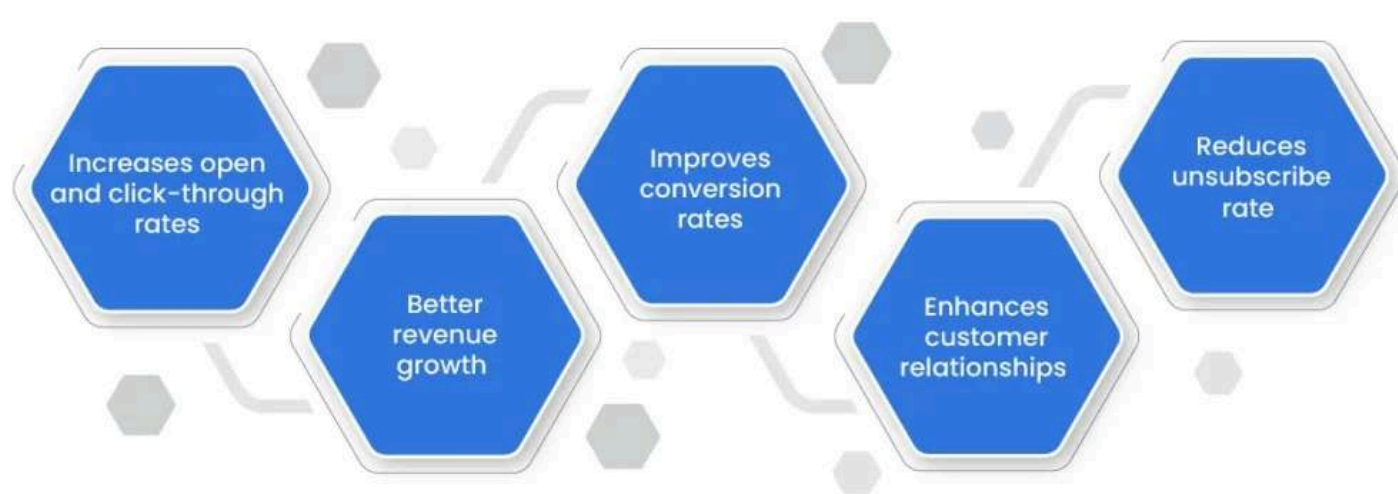 Increases open
and click-through
rates
Better
revenue
growth
Improves
conversion
rates
Enhances
customer
relationships
Reduces
unsubscribe
rate